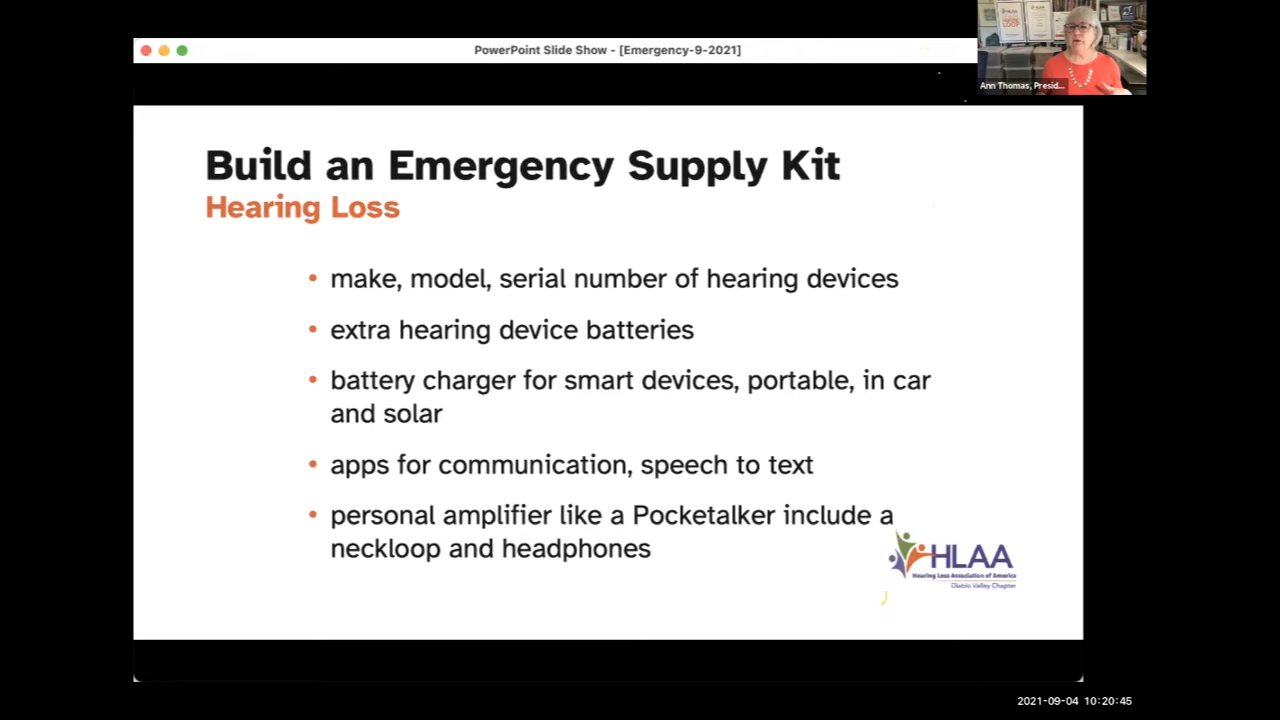 PowerPoint Slide Show - [Emergency-9-2021]
Ann Thomas, Presid...
Build an Emergency Supply Kit
Hearing Loss
• make, model, serial number of hearing devices
• extra hearing device batteries
• battery charger for smart devices, portable, in car
and solar
• apps for communication, speech to text
• personal amplifier like a Pocketalker include a
neckloop and headphones
HLAA
Hearing Loss Association of America
Diablo Valley Chapter
2021-09-04 10:20:45